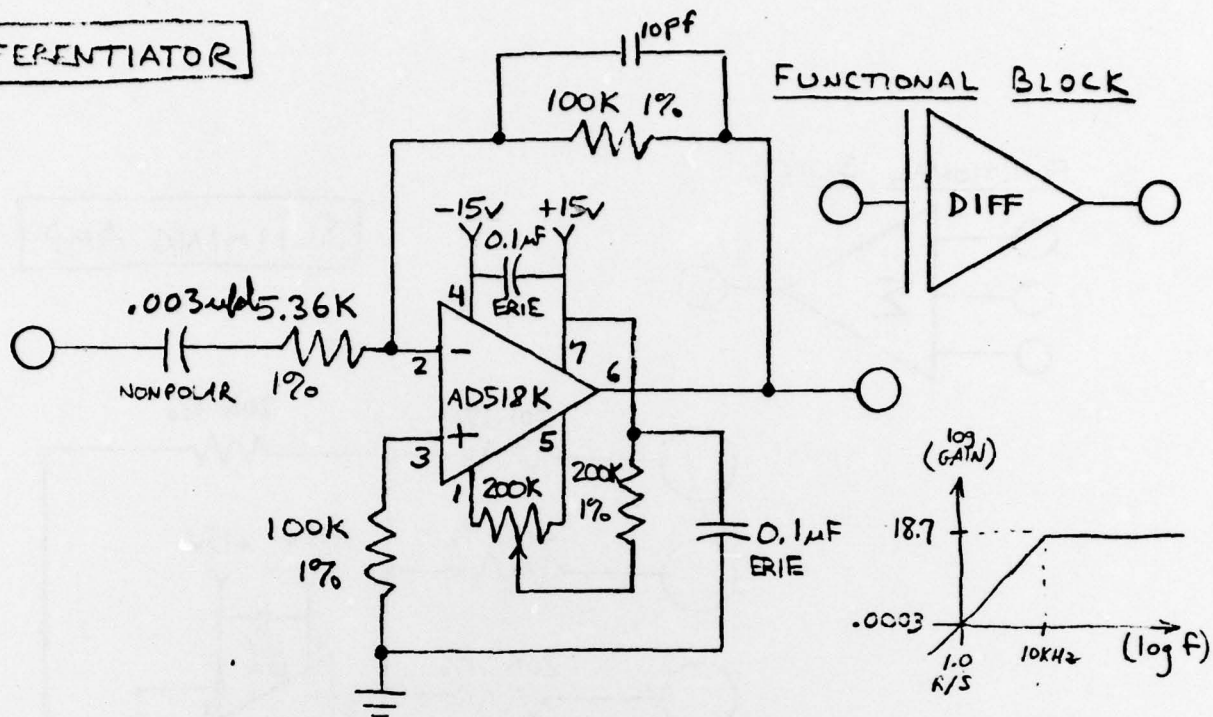 FERENTIATOR
10pf
100K 1%
FUNCTIONAL BLOCK
DIFF
-15v +15v
0.1μF
ERIE
.003 ufd 5.36K
NONPOLAR 1%
4
7
2 - 6
AD518K
3 + 5
1
200K
200K
1%
100K
1%
0.1μF
ERIE
log
(GAIN)
18.7
.0003
1.0
R/S
10KHz (log f)